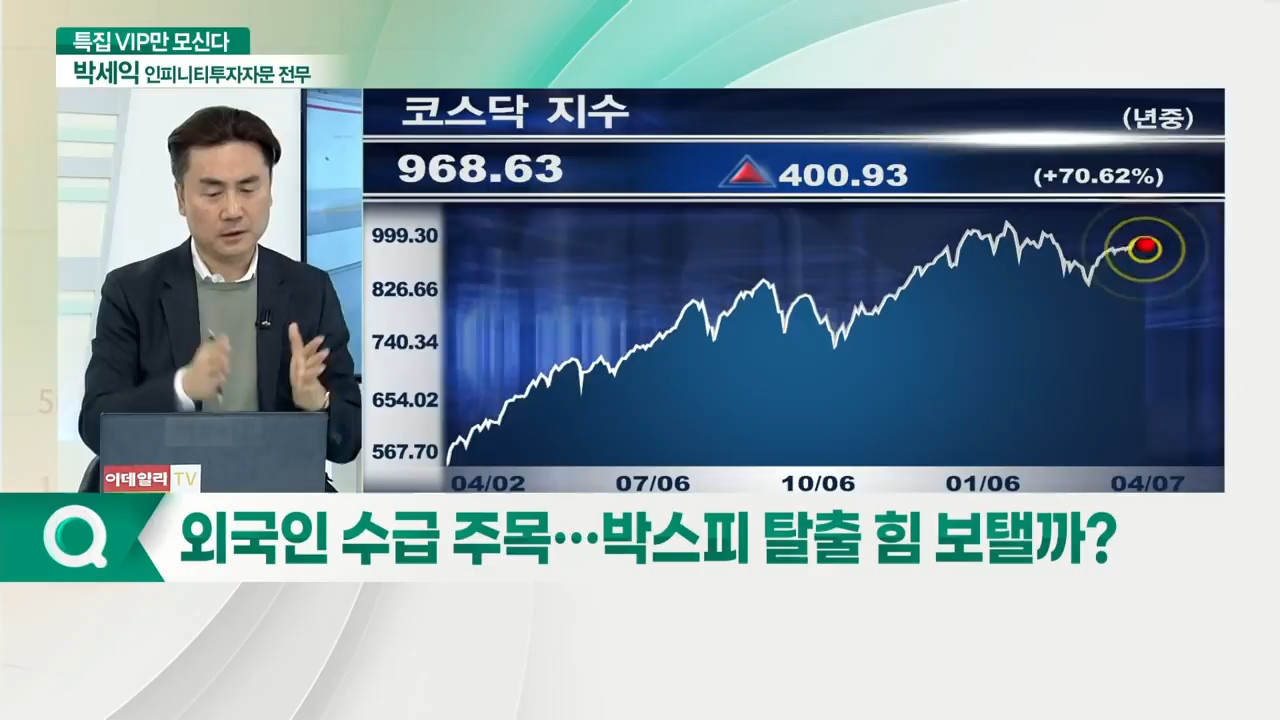 특집 VIP만 모신다
박세익 인피니티투자자문 전무
코스닥 지수
(년중)
968.63
400.93
(+70.62%)
999.30
826.66
740.34
654.02
567.70
04/02
07/06
10/06
01/06
04/07
이데일리 TV
Q
외국인 수급 주목…박스피 탈출 힘 보탤까?